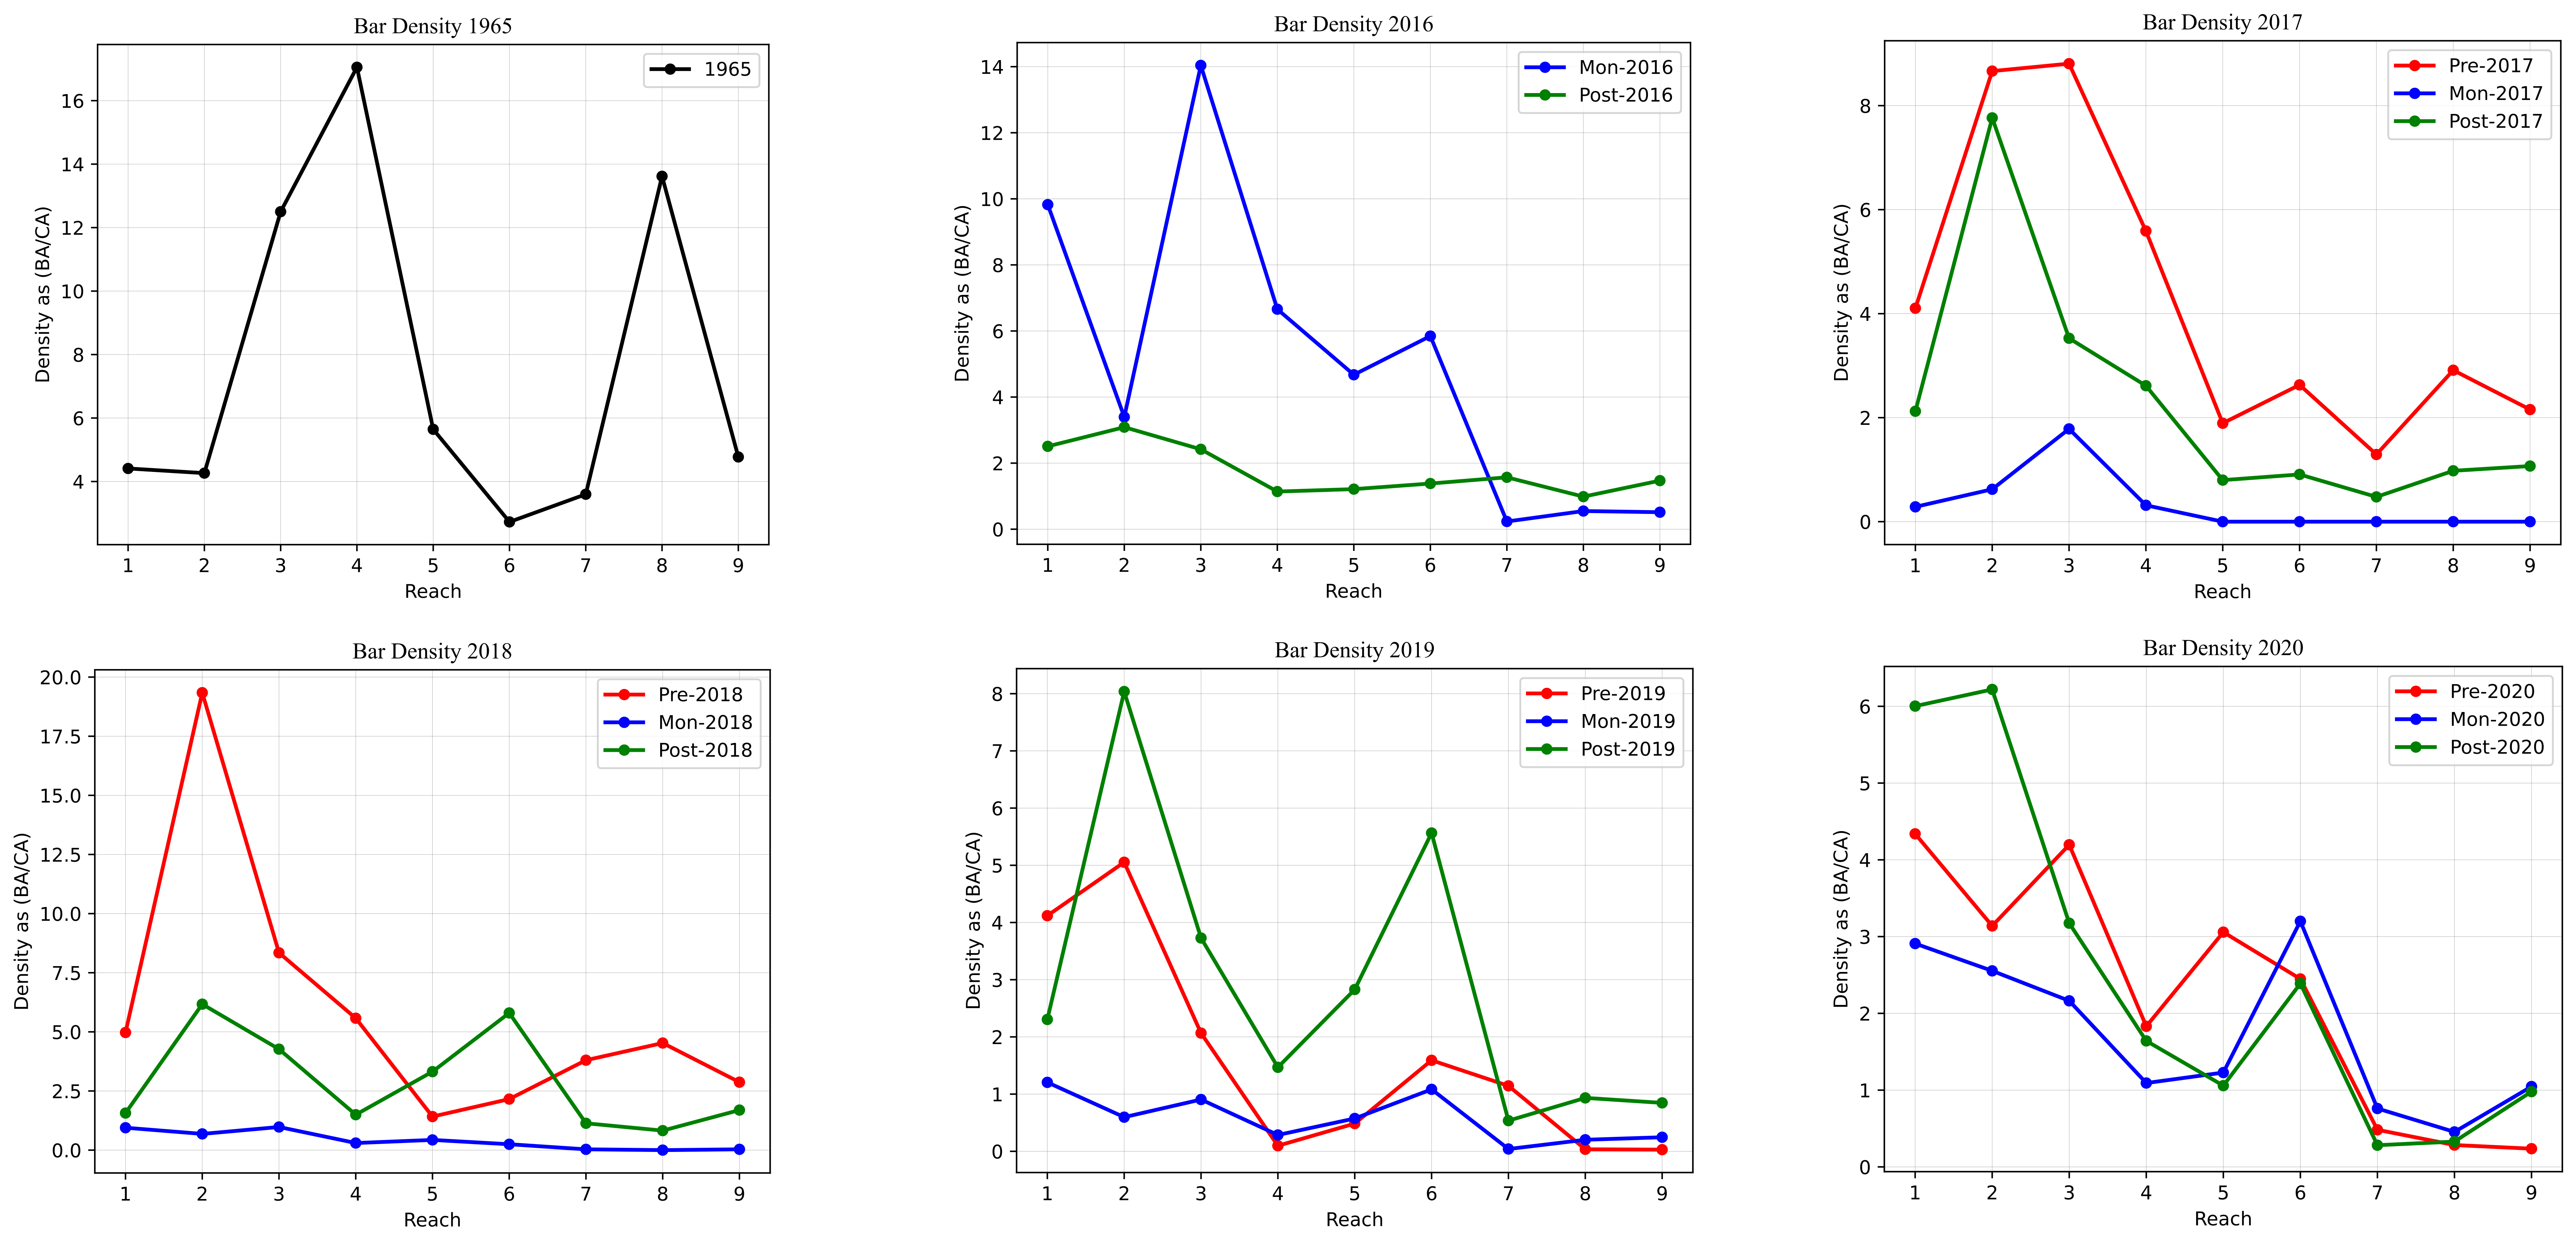 Bar Density 1965
1965
16
14
12
10
8
6
4
Density as (BA/CA)
1 2 3 4 5 6 7 8 9
Reach
Bar Density 2016
Mon-2016
Post-2016
14
12
10
8
6
4
2
0
Density as (BA/CA)
1 2 3 4 5 6 7 8 9
Reach
Bar Density 2017
Pre-2017
Mon-2017
Post-2017
8
6
4
2
0
Density as (BA/CA)
1 2 3 4 5 6 7 8 9
Reach
Bar Density 2018
Pre-2018
Mon-2018
Post-2018
20.0
17.5
15.0
12.5
10.0
7.5
5.0
2.5
0.0
Density as (BA/CA)
1 2 3 4 5 6 7 8 9
Reach
Bar Density 2019
Pre-2019
Mon-2019
Post-2019
8
7
6
5
4
3
2
1
0
Density as (BA/CA)
1 2 3 4 5 6 7 8 9
Reach
Bar Density 2020
Pre-2020
Mon-2020
Post-2020
6
5
4
3
2
1
0
Density as (BA/CA)
1 2 3 4 5 6 7 8 9
Reach